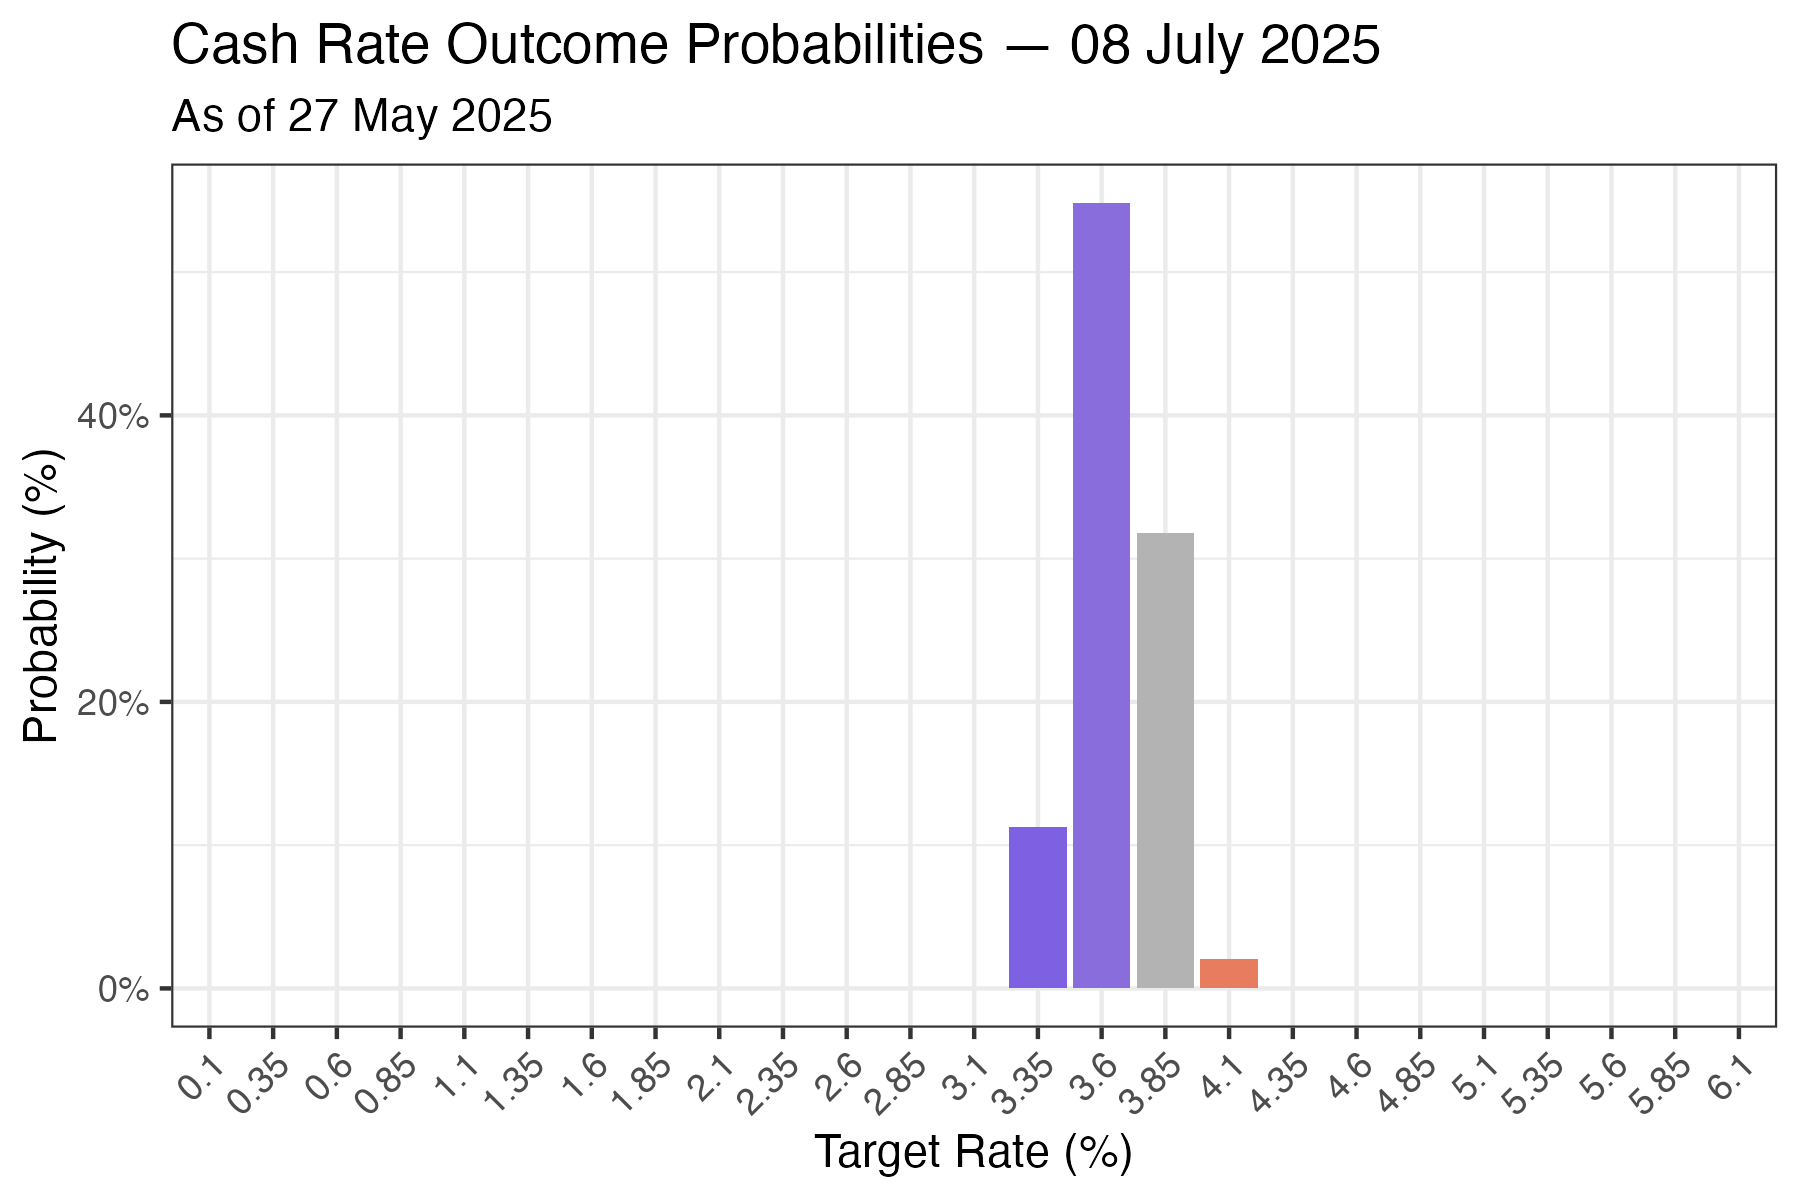 Cash Rate Outcome Probabilities — 08 July 2025
As of 27 May 2025
Probability (%)
40%
20%
0%
0.1 0.35 0.6 0.85 1.1 1.35 1.6 1.85 2.1 2.35 2.6 2.85 3.1 3.35 3.6 3.85 4.1 4.35 4.6 4.85 5.1 5.35 5.6 5.85 6.1
Target Rate (%)